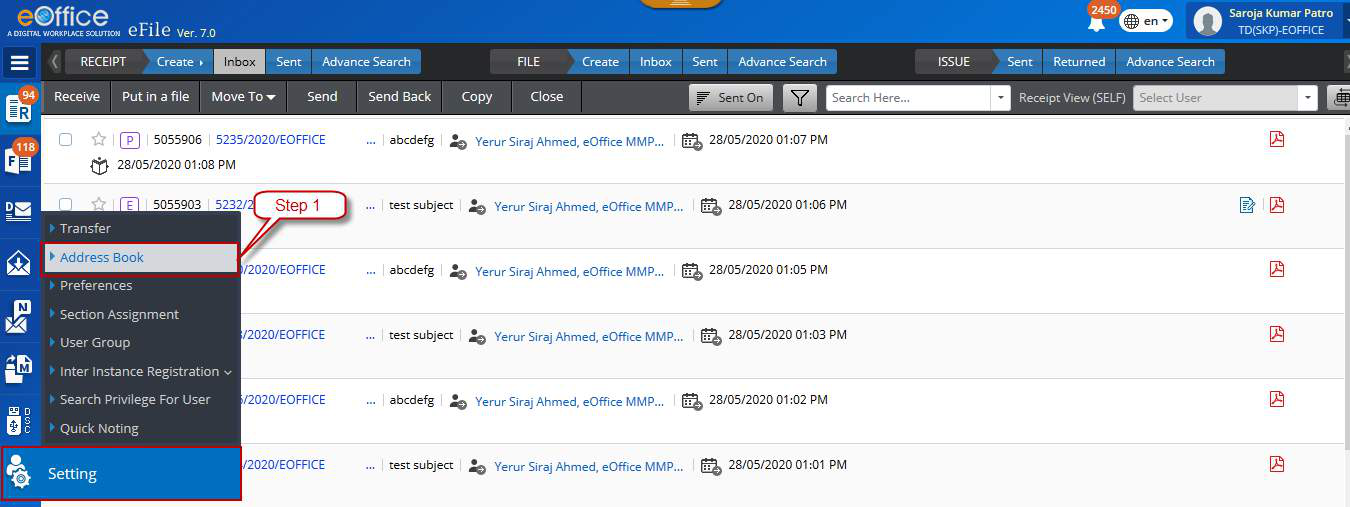 eOffice
A DIGITAL WORKPLACE SOLUTION
eFile Ver. 7.0
2450
en
Saroja Kumar Patro
TD(SKP)-EOFFICE
RECEIPT Create Inbox Sent Advance Search FILE Create Inbox Sent Advance Search ISSUE Sent Returned Advance Search
Receive Put in a file Move To Send Send Back Copy Close Sent On Search Here... Receipt View (SELF) Select User
94
R
P 5055906 5235/2020/EOFFICE ... abcdefg Yerur Siraj Ahmed, eOffice MMP... 28/05/2020 01:07 PM
118
F
28/05/2020 01:08 PM
D
E 5055903 5232/2 ... test subject Yerur Siraj Ahmed, eOffice MMP... 28/05/2020 01:06 PM
Step 1
Transfer
Address Book
0/2020/EOFFICE ... abcdefg Yerur Siraj Ahmed, eOffice MMP... 28/05/2020 01:05 PM
Preferences
N
Section Assignment
3/2020/EOFFICE ... test subject Yerur Siraj Ahmed, eOffice MMP... 28/05/2020 01:03 PM
User Group
M
Inter Instance Registration
Search Privilege For User
/2020/EOFFICE ... abcdefg Yerur Siraj Ahmed, eOffice MMP... 28/05/2020 01:02 PM
DSC
Quick Noting
/2020/EOFFICE ... test subject Yerur Siraj Ahmed, eOffice MMP... 28/05/2020 01:01 PM
Setting